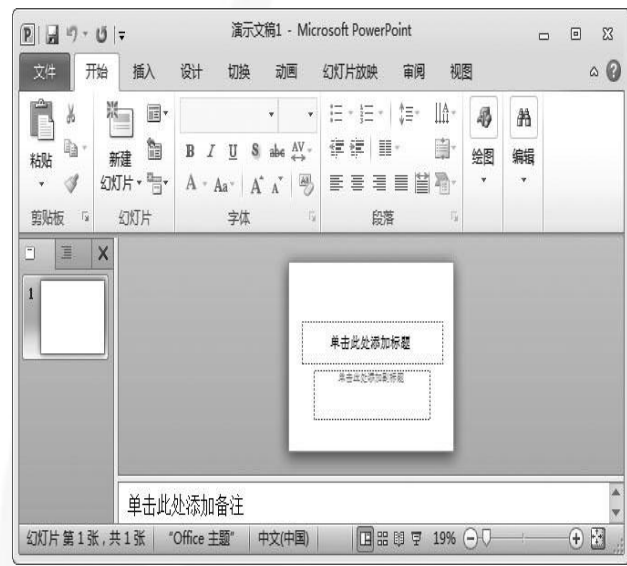 演示文稿1 - Microsoft PowerPoint
文件 开始 插入 设计 切换 动画 幻灯片放映 审阅 视图
粘贴
新建
幻灯片
B I U S abc AV
A Aa A A
绘图 编辑
剪贴板 幻灯片 字体 段落
1
单击此处添加标题
单击此处添加副标题
单击此处添加备注
幻灯片 第 1 张，共 1 张 "Office 主题" 中文(中国) 19%